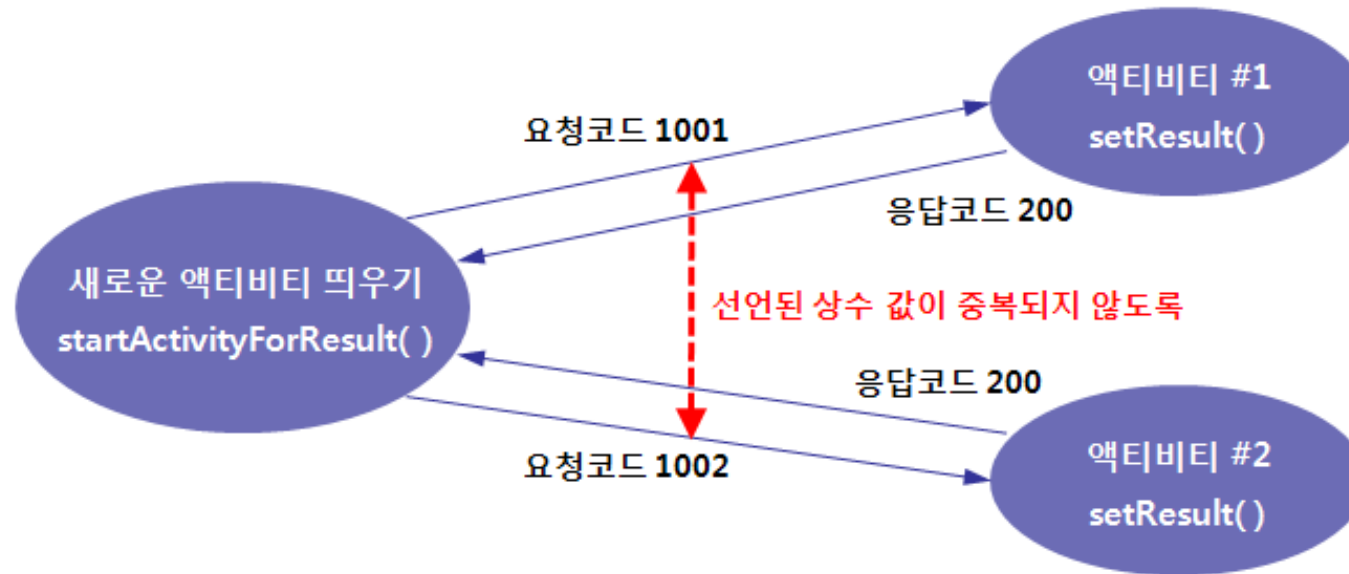 액티비티 #1
setResult( )
요청코드 1001
응답코드 200
새로운 액티비티 띄우기
startActivityForResult( )
선언된 상수 값이 중복되지 않도록
응답코드 200
요청코드 1002
액티비티 #2
setResult( )